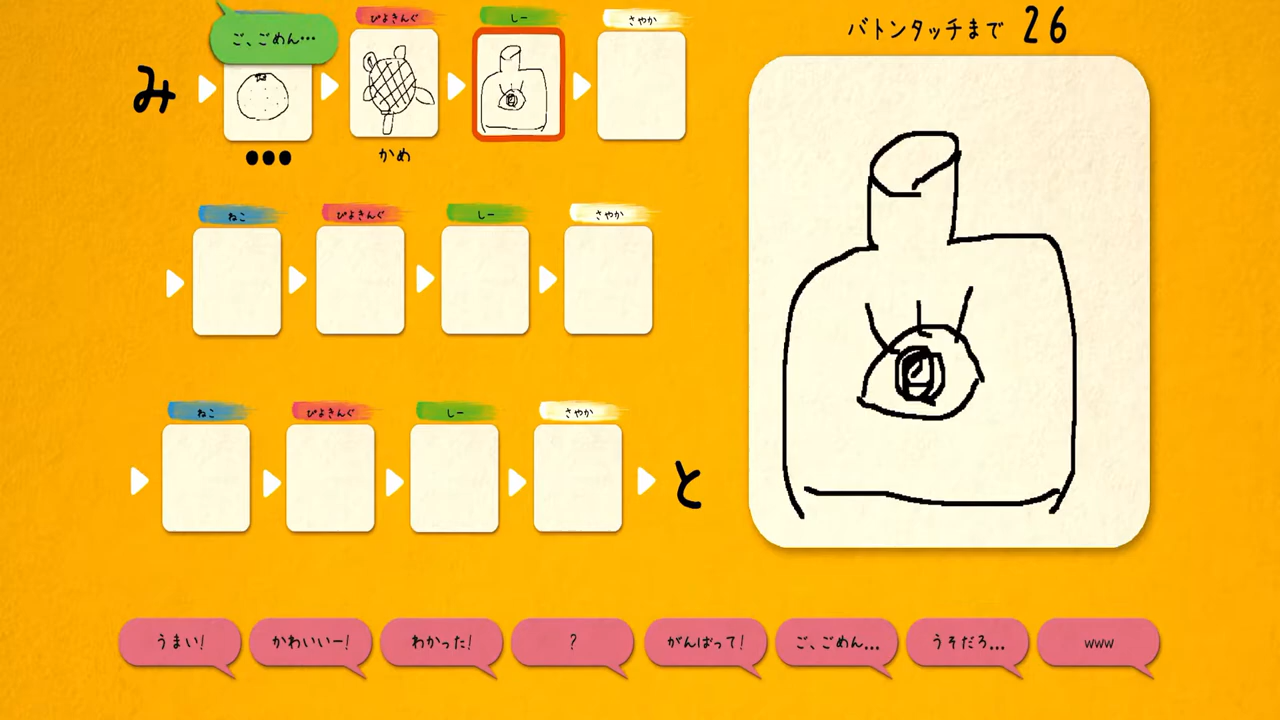 バトンタッチまで 26
ご、ごめん…
ぴよきんぐ
しー
さやか
み
●●●
かめ
ねこ
ぴよきんぐ
しー
さやか
ねこ
ぴよきんぐ
しー
さやか
と
うまい!
かわいいー!
わかった!
?
がんばって!
ご、ごめん...
うそだろ...
www